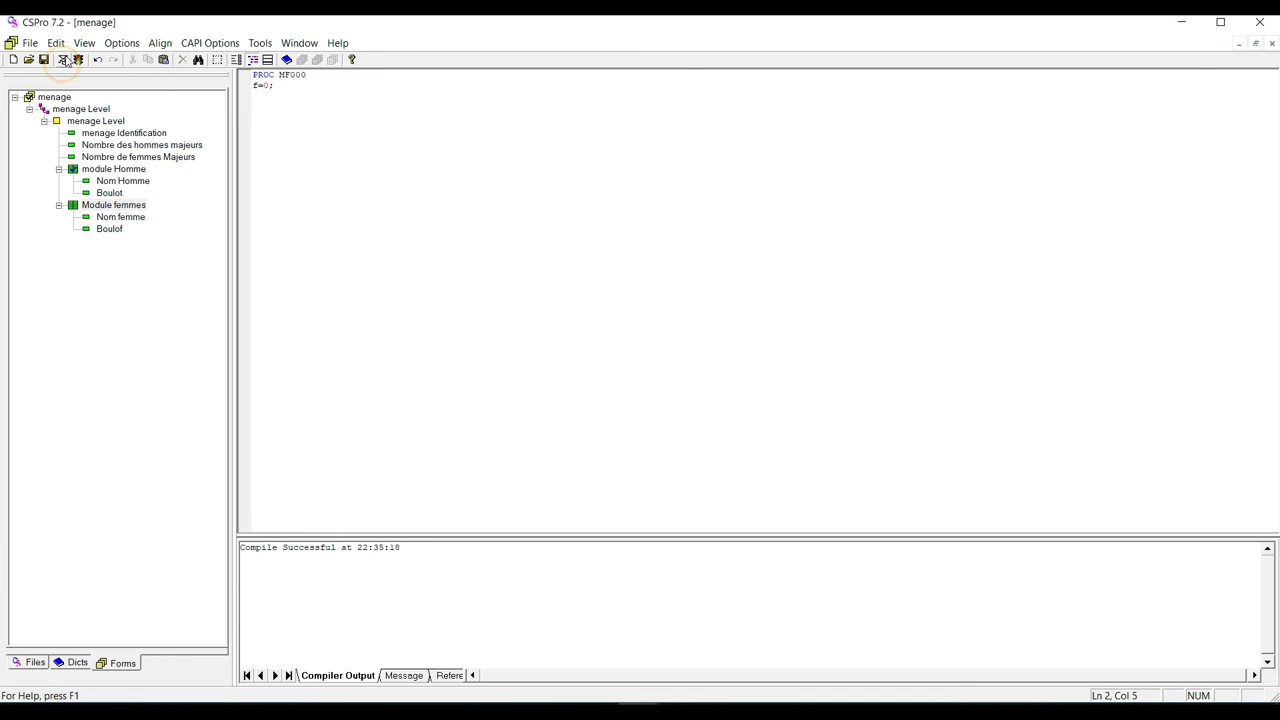 CSPro 7.2 - [menage]
File Edit View Options Align CAPI Options Tools Window Help
menage
menage Level
menage Level
menage Identification
Nombre des hommes majeurs
Nombre de femmes Majeurs
module Homme
Nom Homme
Boulot
Module femmes
Nom femme
Boulof
PROC MF000
f=0;
Compile Successful at 22:35:18
Files Dicts Forms
Compiler Output Message Refere
For Help, press F1
Ln 2, Col 5 NUM